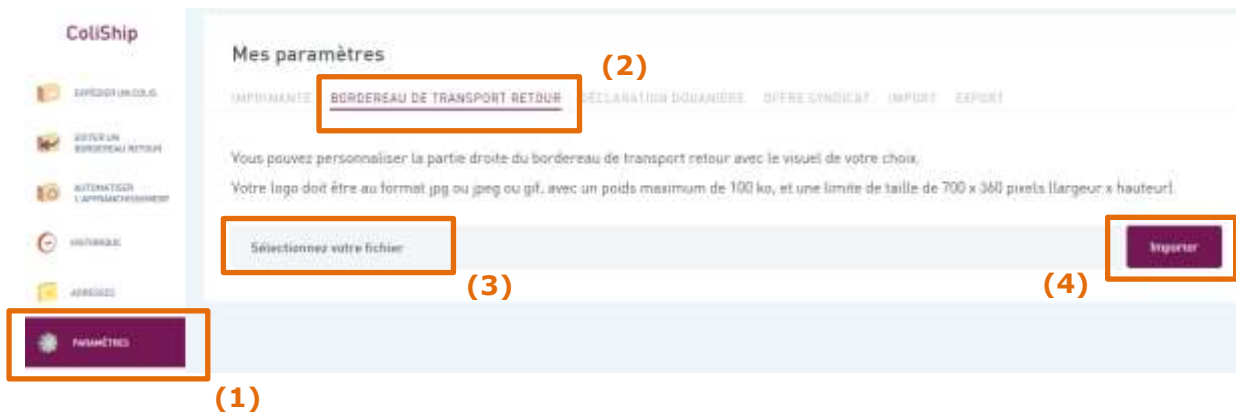 ColiShip
EXPÉDIER UN COLIS
EDITER UN
BORDEREAU RETOUR
AUTOMATISER
L'AFFRANCHISSEMENT
HISTORIQUE
ADRESSES
PARAMÈTRES
(1)
Mes paramètres
(2)
IMPRIMANTE BORDEREAU DE TRANSPORT RETOUR DÉCLARATION DOUANIÈRE OFFRE SYNDICAT IMPORT EXPORT
Vous pouvez personnaliser la partie droite du bordereau de transport retour avec le visuel de votre choix.
Votre logo doit être au format jpg ou jpeg ou gif, avec un poids maximum de 100 ko, et une limite de taille de 700 x 360 pixels (largeur x hauteur).
Sélectionnez votre fichier
Importer
(3)
(4)